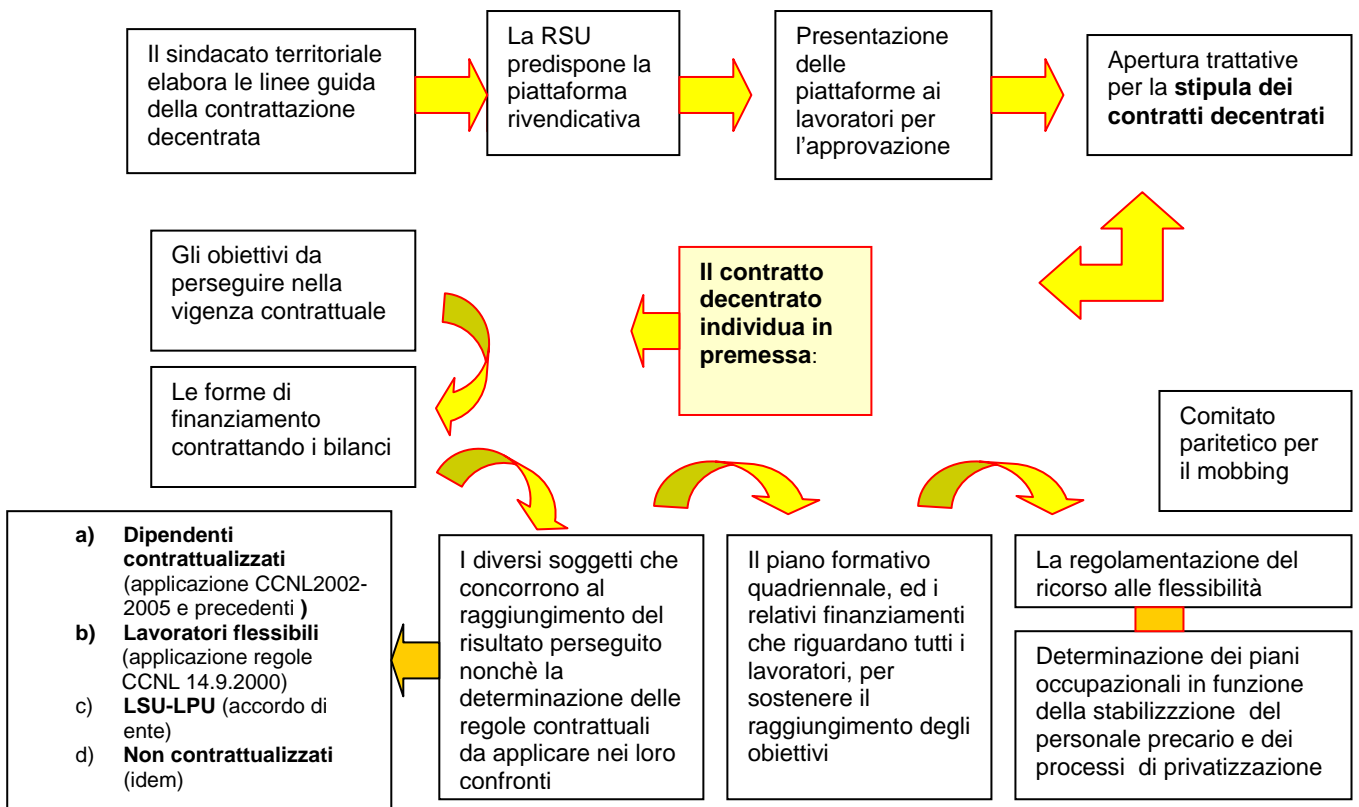 Il sindacato territoriale
elabora le linee guida
della contrattazione
decentrata
La RSU
predispone la
piattaforma
rivendicativa
Presentazione
delle
piattaforme ai
lavoratori per
l'approvazione
Apertura trattative
per la stipula dei
contratti decentrati
Gli obiettivi da
perseguire nella
vigenza contrattuale
Il contratto
decentrato
individua in
premessa:
Le forme di
finanziamento
contrattando i bilanci
Comitato
paritetico per
il mobbing
a) Dipendenti
contrattualizzati
(applicazione CCNL2002-
2005 e precedenti )
b) Lavoratori flessibili
(applicazione regole
CCNL 14.9.2000)
c) LSU-LPU (accordo di
ente)
d) Non contrattualizzati
(idem)
I diversi soggetti che
concorrono al
raggiungimento del
risultato perseguito
nonchè la
determinazione delle
regole contrattuali
da applicare nei loro
confronti
Il piano formativo
quadriennale, ed i
relativi finanziamenti
che riguardano tutti i
lavoratori, per
sostenere il
raggiungimento degli
obiettivi
La regolamentazione del
ricorso alle flessibilità
Determinazione dei piani
occupazionali in funzione
della stabilizzzione del
personale precario e dei
processi di privatizzazione